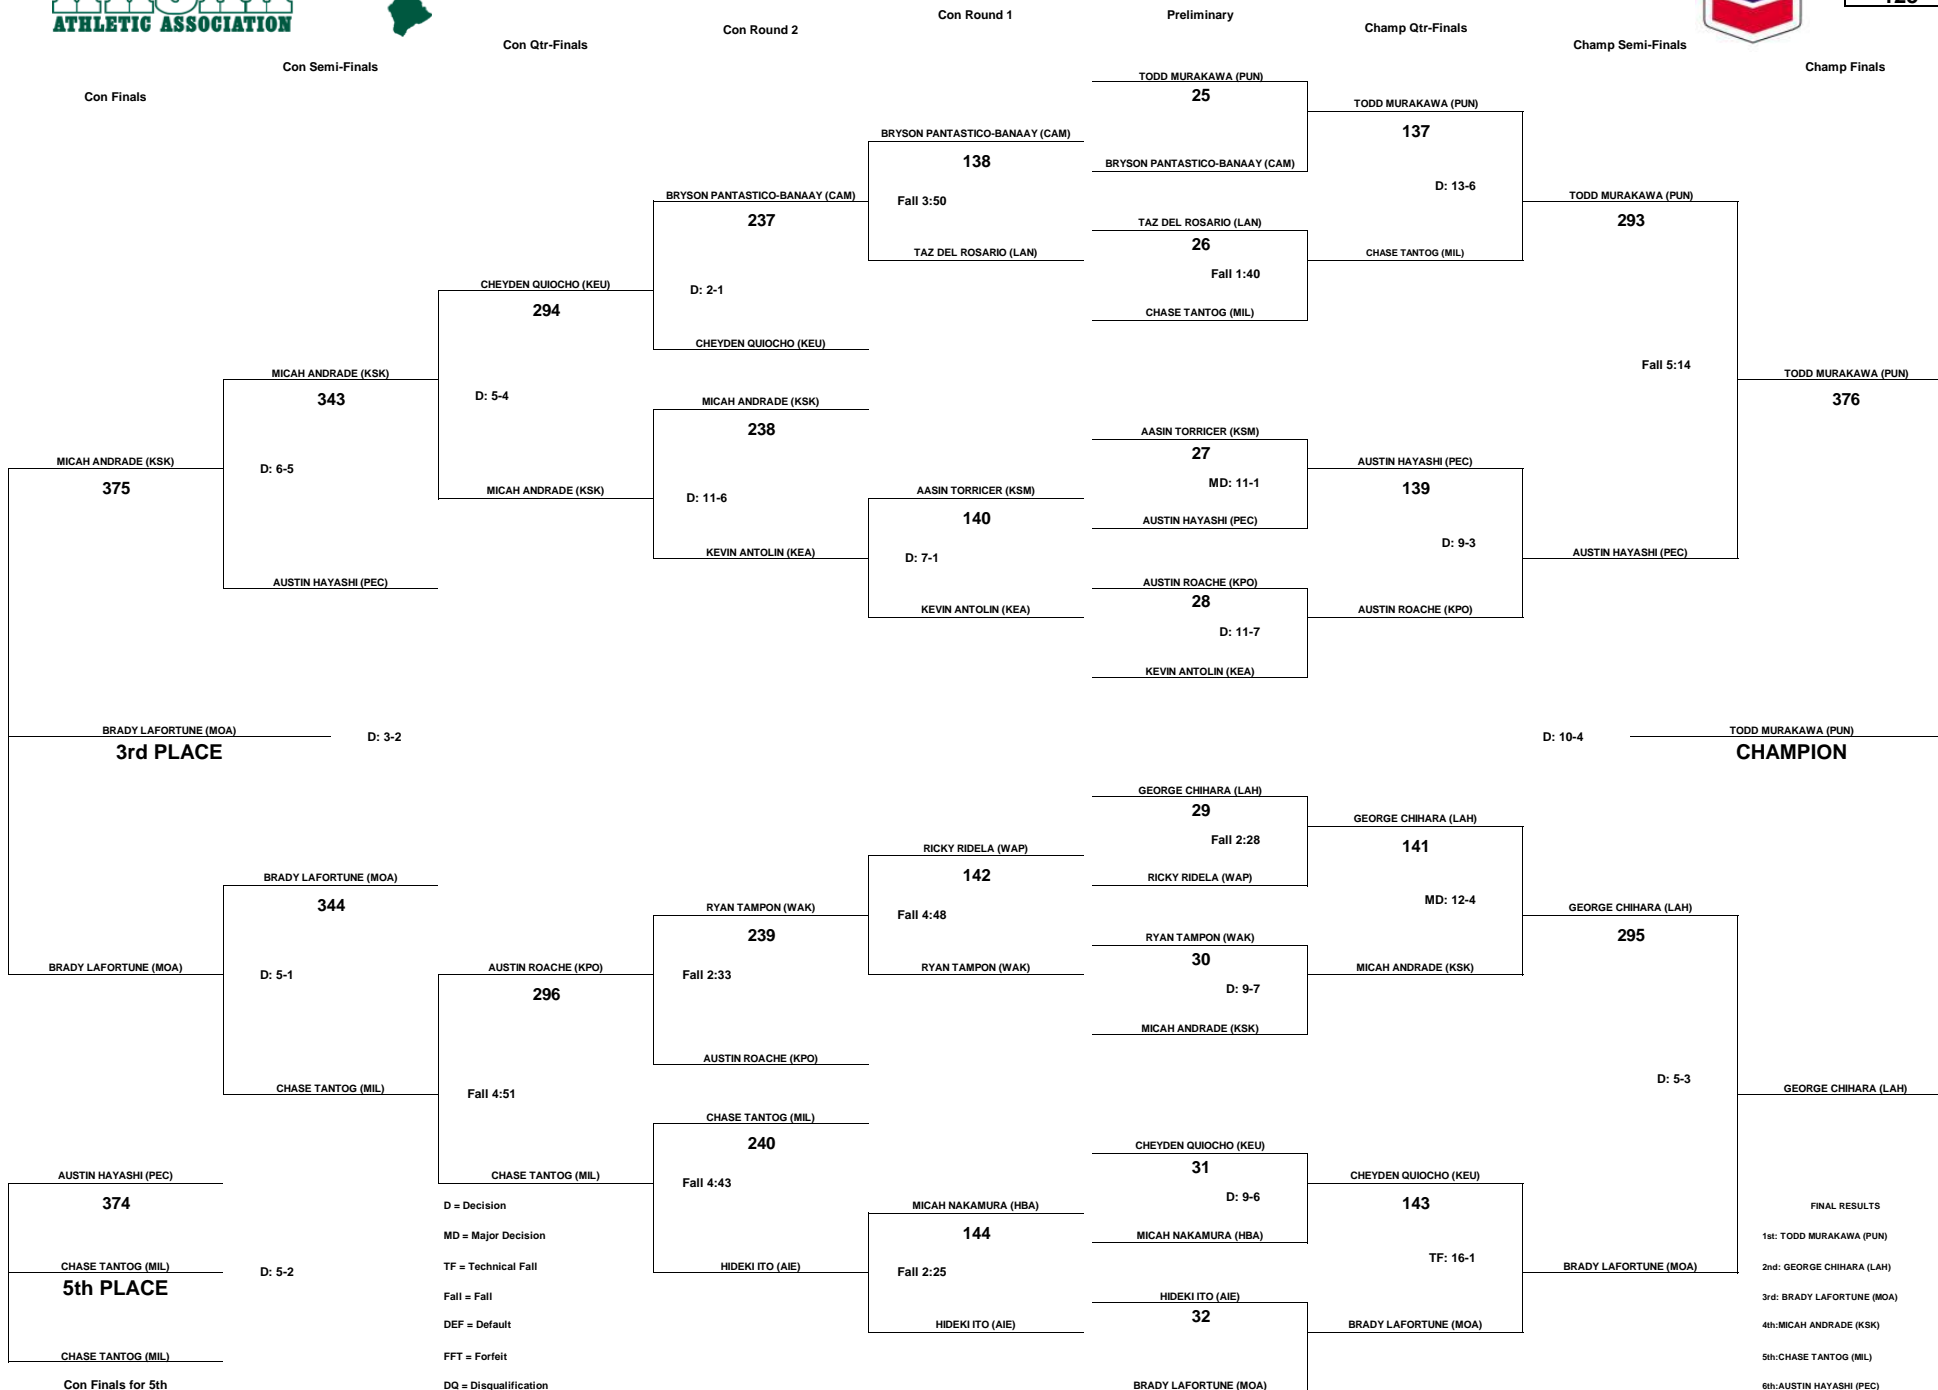 ATHLETIC ASSOCIATION
Con Round 1
Preliminary
Con Round 2
Champ Qtr-Finals
Con Qtr-Finals
Champ Semi-Finals
Con Semi-Finals
Champ Finals
Con Finals
TODD MURAKAWA (PUN)
25
TODD MURAKAWA (PUN)
137
BRYSON PANTASTICO-BANAAY (CAM)
138
BRYSON PANTASTICO-BANAAY (CAM)
D: 13-6
BRYSON PANTASTICO-BANAAY (CAM)
237
Fall 3:50
TODD MURAKAWA (PUN)
293
TAZ DEL ROSARIO (LAN)
26
TAZ DEL ROSARIO (LAN)
CHASE TANTOG (MIL)
Fall 1:40
CHEYDEN QUIOCHO (KEU)
294
D: 2-1
CHASE TANTOG (MIL)
CHEYDEN QUIOCHO (KEU)
Fall 5:14
MICAH ANDRADE (KSK)
343
TODD MURAKAWA (PUN)
376
D: 5-4
MICAH ANDRADE (KSK)
238
AASIN TORRICER (KSM)
27
MICAH ANDRADE (KSK)
375
D: 6-5
AUSTIN HAYASHI (PEC)
139
MD: 11-1
MICAH ANDRADE (KSK)
D: 11-6
AASIN TORRICER (KSM)
140
AUSTIN HAYASHI (PEC)
D: 9-3
KEVIN ANTOLIN (KEA)
D: 7-1
AUSTIN HAYASHI (PEC)
AUSTIN HAYASHI (PEC)
AUSTIN ROACHE (KPO)
28
KEVIN ANTOLIN (KEA)
AUSTIN ROACHE (KPO)
D: 11-7
KEVIN ANTOLIN (KEA)
BRADY LAFORTUNE (MOA)
3rd PLACE
D: 3-2
D: 10-4
TODD MURAKAWA (PUN)
CHAMPION
GEORGE CHIHARA (LAH)
29
GEORGE CHIHARA (LAH)
141
Fall 2:28
RICKY RIDELA (WAP)
142
RICKY RIDELA (WAP)
BRADY LAFORTUNE (MOA)
344
MD: 12-4
RYAN TAMPON (WAK)
239
Fall 4:48
GEORGE CHIHARA (LAH)
295
RYAN TAMPON (WAK)
30
BRADY LAFORTUNE (MOA)
D: 5-1
AUSTIN ROACHE (KPO)
296
Fall 2:33
RYAN TAMPON (WAK)
MICAH ANDRADE (KSK)
D: 9-7
MICAH ANDRADE (KSK)
AUSTIN ROACHE (KPO)
D: 5-3
CHASE TANTOG (MIL)
Fall 4:51
GEORGE CHIHARA (LAH)
CHASE TANTOG (MIL)
240
CHEYDEN QUIOCHO (KEU)
31
AUSTIN HAYASHI (PEC)
374
CHASE TANTOG (MIL)
Fall 4:43
CHEYDEN QUIOCHO (KEU)
143
D: 9-6
D = Decision
MICAH NAKAMURA (HBA)
144
FINAL RESULTS
MD = Major Decision
MICAH NAKAMURA (HBA)
1st: TODD MURAKAWA (PUN)
TF: 16-1
CHASE TANTOG (MIL)
5th PLACE
D: 5-2
TF = Technical Fall
HIDEKI ITO (AIE)
Fall 2:25
BRADY LAFORTUNE (MOA)
2nd: GEORGE CHIHARA (LAH)
Fall = Fall
HIDEKI ITO (AIE)
32
3rd: BRADY LAFORTUNE (MOA)
DEF = Default
HIDEKI ITO (AIE)
BRADY LAFORTUNE (MOA)
4th:MICAH ANDRADE (KSK)
CHASE TANTOG (MIL)
FFT = Forfeit
5th:CHASE TANTOG (MIL)
Con Finals for 5th
DQ = Disqualification
BRADY LAFORTUNE (MOA)
6th:AUSTIN HAYASHI (PEC)